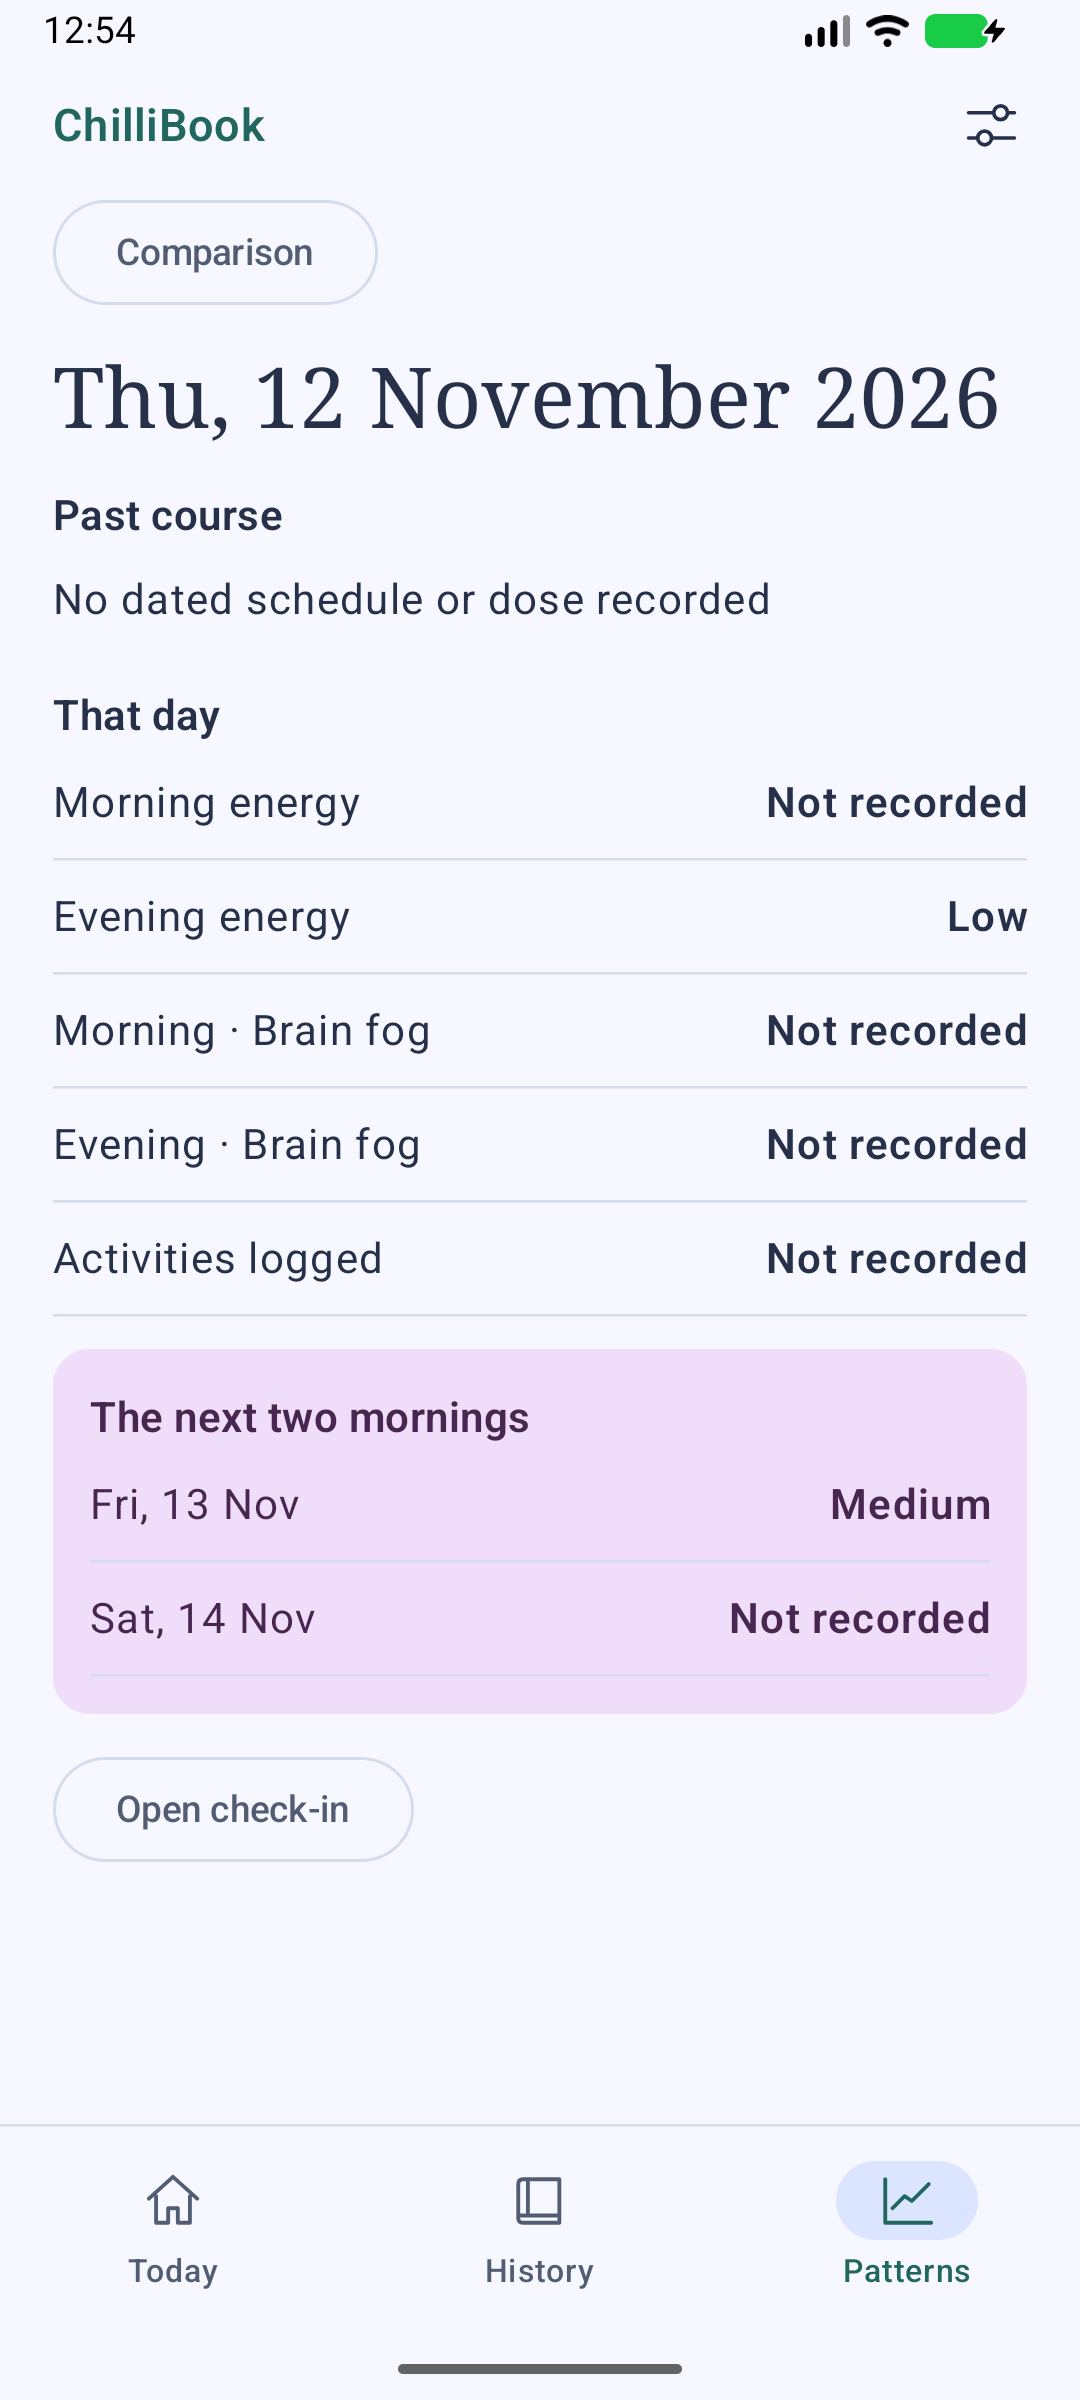 12:54
ChilliBook
Comparison
Thu, 12 November 2026
Past course
No dated schedule or dose recorded
That day
Morning energy Not recorded
Evening energy Low
Morning · Brain fog Not recorded
Evening · Brain fog Not recorded
Activities logged Not recorded
The next two mornings
Fri, 13 Nov Medium
Sat, 14 Nov Not recorded
Open check-in
Today History Patterns